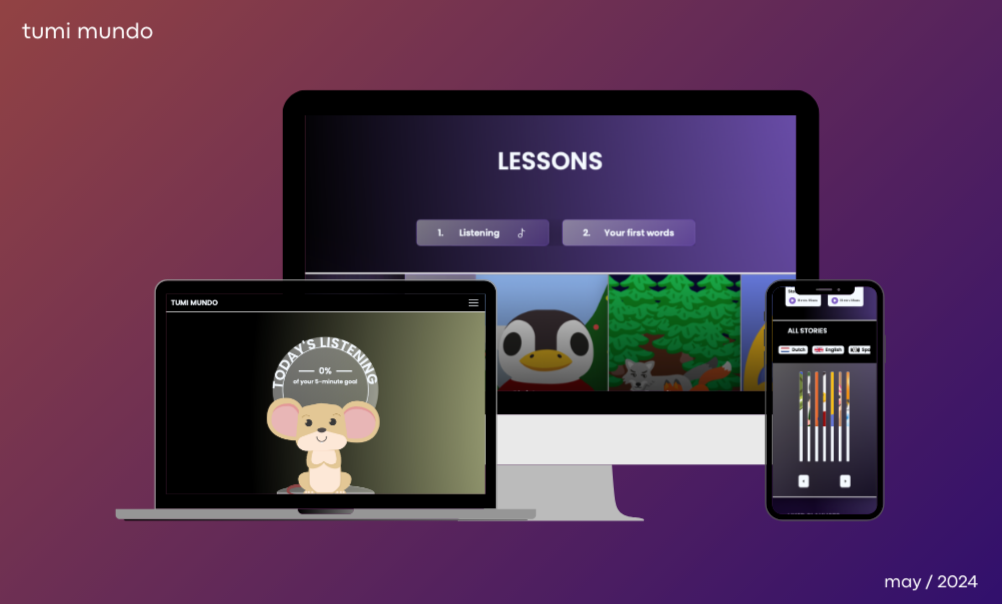 tumi mundo
LESSONS
1. Listening
2. Your first words
TUMI MUNDO
TODAY'S LISTENING
0%
of your 5-minute goal
ALL STORIES
Dutch
English
may / 2024